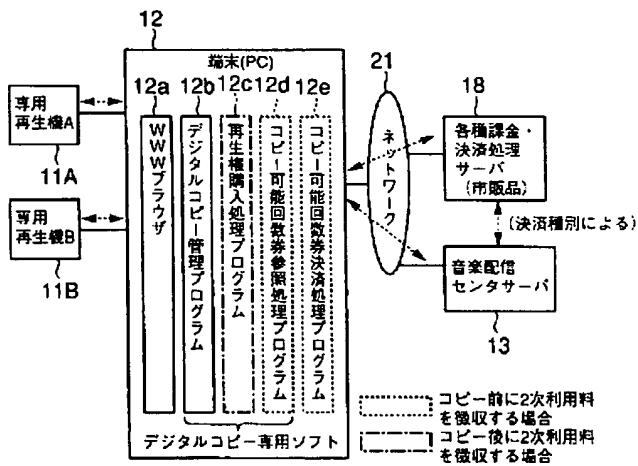 12
端末(PC)
21
18
12a
12b
12c
12d
12e
専用
再生機A
11A
専用
再生機B
11B
WWWブラウザ
デジタルコピー管理プログラム
再生権購入処理プログラム
コピー可能回数券参照処理プログラム
コピー可能回数券決済処理プログラム
デジタルコピー専用ソフト
ネットワーク
各種課金・
決済処理
サーバ
(市販品)
(決済種別による)
音楽配信
センタサーバ
13
コピー前に2次利用料
を徴収する場合
コピー後に2次利用料
を徴収する場合